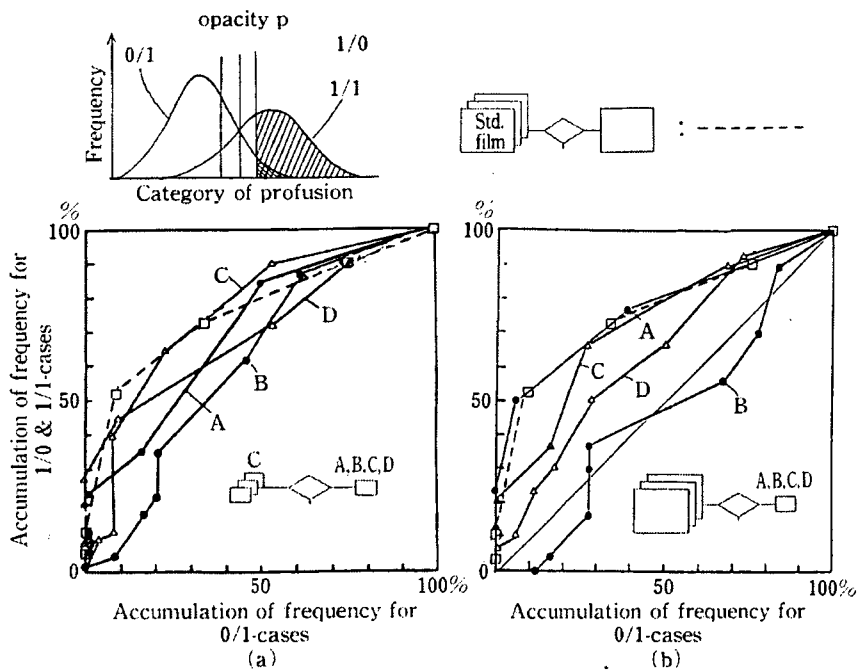 opacity p
0/1
1/0
1/1
Frequency
Category of profusion
Std.
film
: -------
%
100
50
0
C
D
B
A
C
A,B,C,D
50
100%
Accumulation of frequency for
1/0 & 1/1-cases
Accumulation of frequency for
0/1-cases
(a)
%
100
50
0
A
C
D
B
A,B,C,D
50
100%
Accumulation of frequency for
0/1-cases
(b)